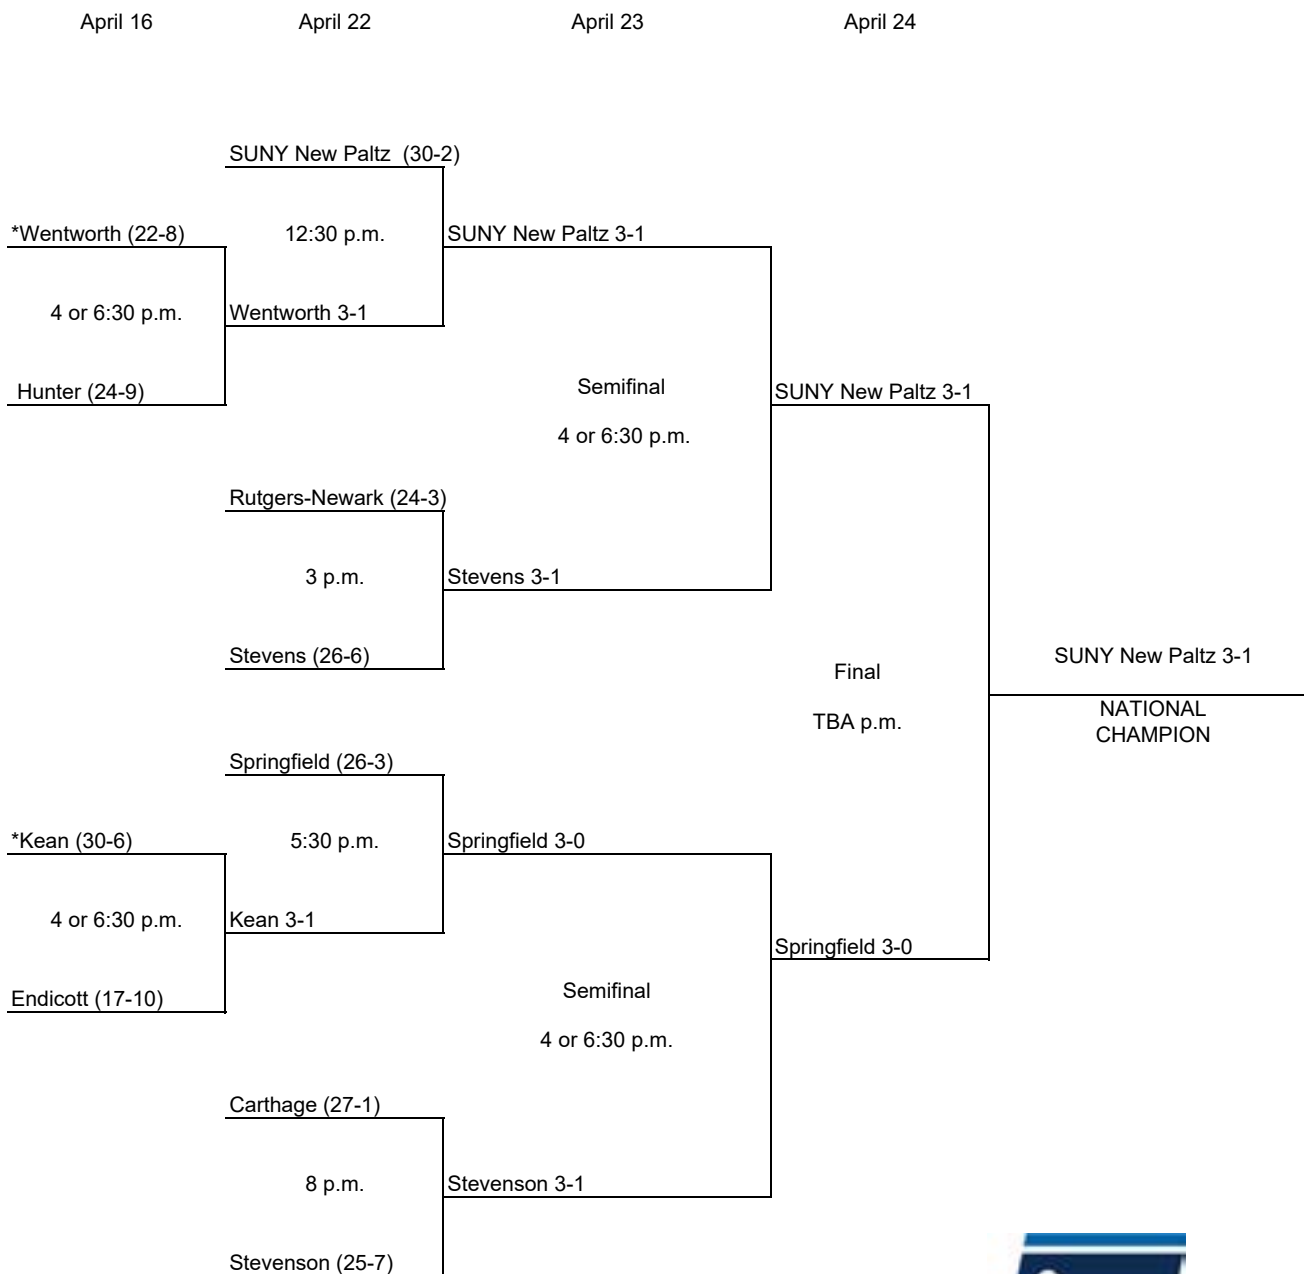 April 16 April 22 April 23 April 24
SUNY New Paltz (30-2)
*Wentworth (22-8) 12:30 p.m. SUNY New Paltz 3-1
4 or 6:30 p.m. Wentworth 3-1
Hunter (24-9) Semifinal SUNY New Paltz 3-1
4 or 6:30 p.m.
Rutgers-Newark (24-3)
3 p.m. Stevens 3-1
Stevens (26-6) Final SUNY New Paltz 3-1
TBA p.m. NATIONAL
CHAMPION
Springfield (26-3)
*Kean (30-6) 5:30 p.m. Springfield 3-0
4 or 6:30 p.m. Kean 3-1
Springfield 3-0
Endicott (17-10) Semifinal
4 or 6:30 p.m.
Carthage (27-1)
8 p.m. Stevenson 3-1
Stevenson (25-7)